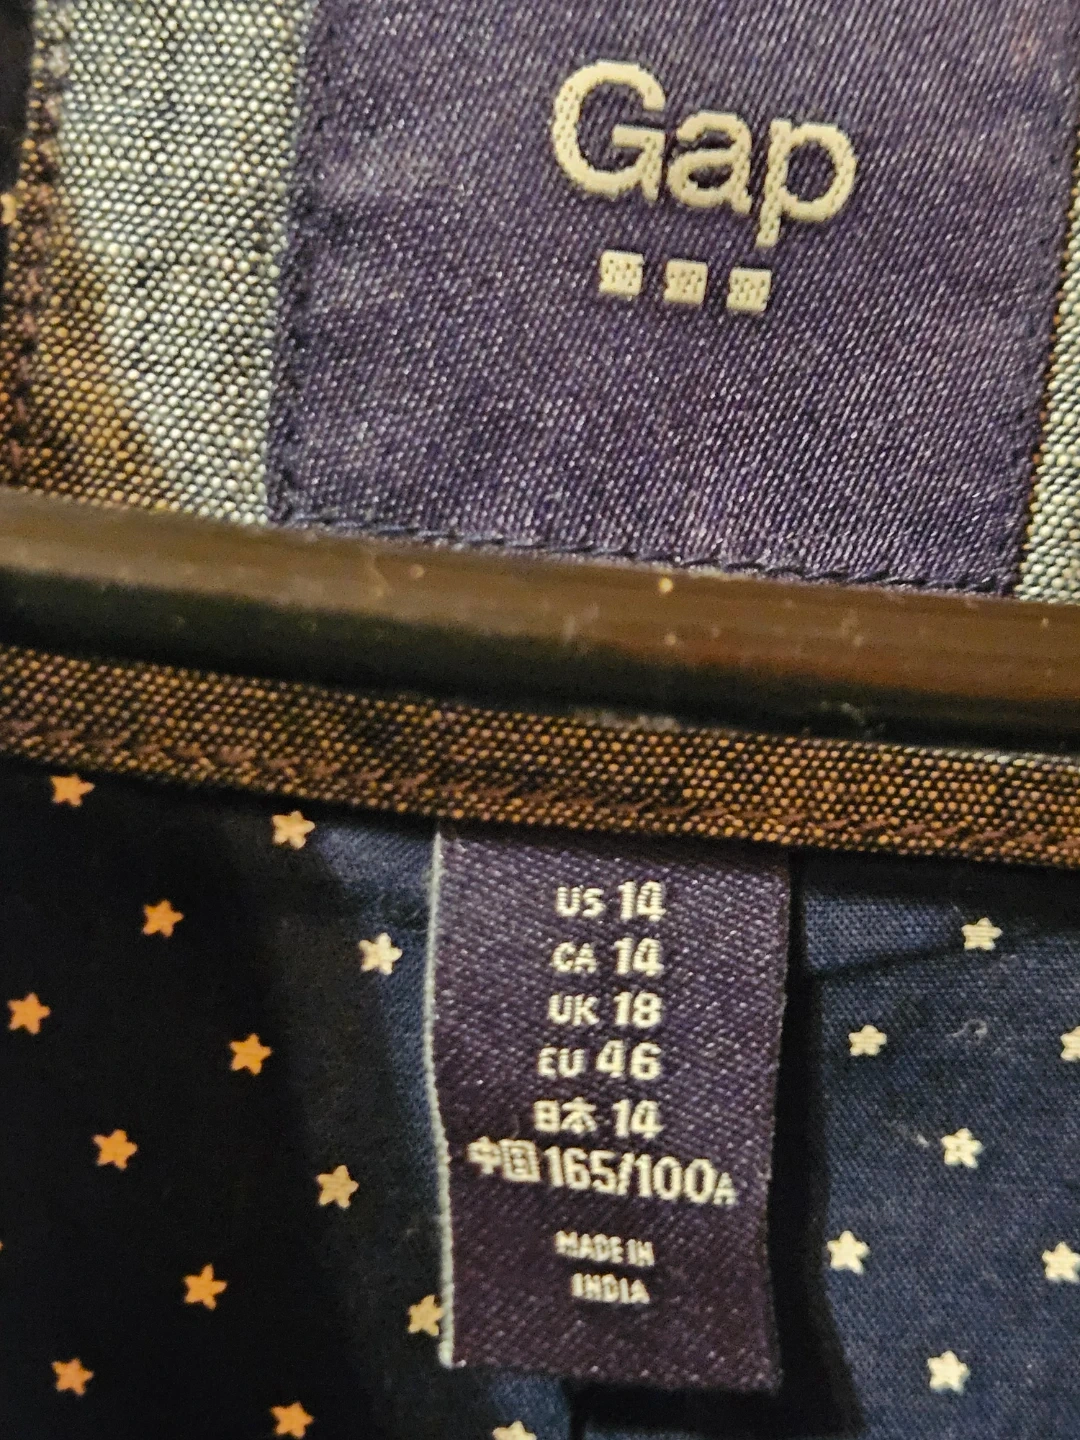 Gap
US 14
CA 14
UK 18
EU 46
日本 14
中国 165/100A
MADE IN
INDIA